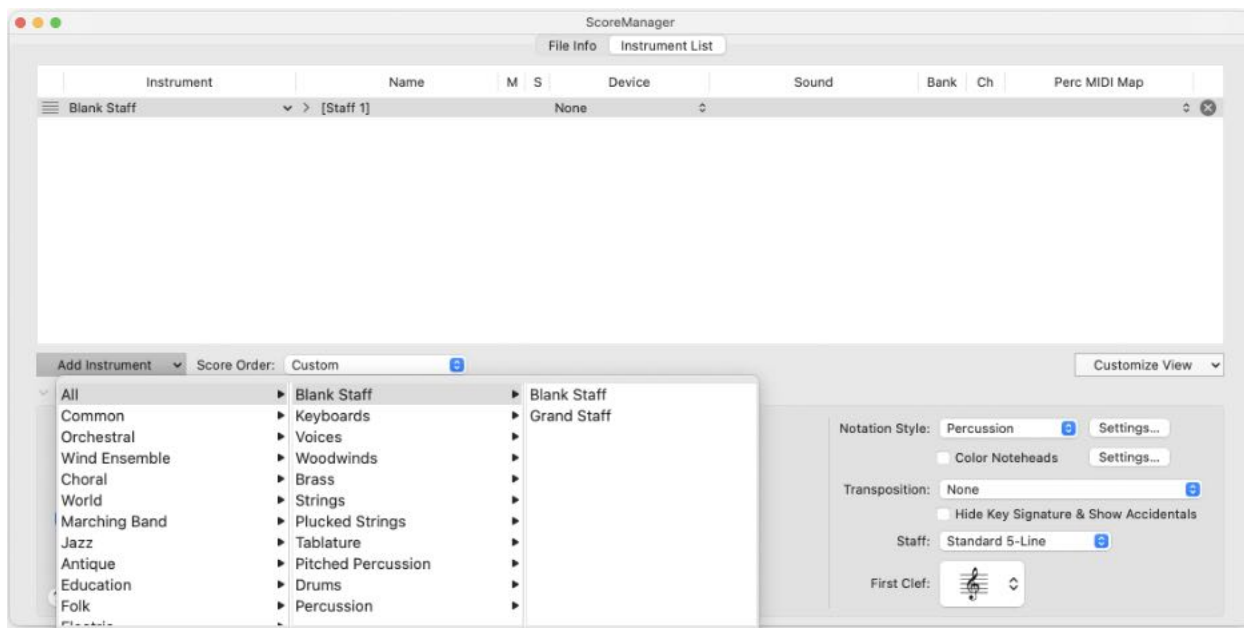 ScoreManager
File Info Instrument List
Instrument Name M S Device Sound Bank Ch Perc MIDI Map
Blank Staff [Staff 1] None
Add Instrument Score Order: Custom Customize View
All Blank Staff Blank Staff
Common Keyboards Grand Staff
Orchestral Voices
Notation Style: Percussion Settings...
Wind Ensemble Woodwinds
Color Noteheads Settings...
Choral Brass
World Strings
Transposition: None
Marching Band Plucked Strings
Hide Key Signature & Show Accidentals
Jazz Tablature
Staff: Standard 5-Line
Antique Pitched Percussion
Education Drums
First Clef:
Folk Percussion